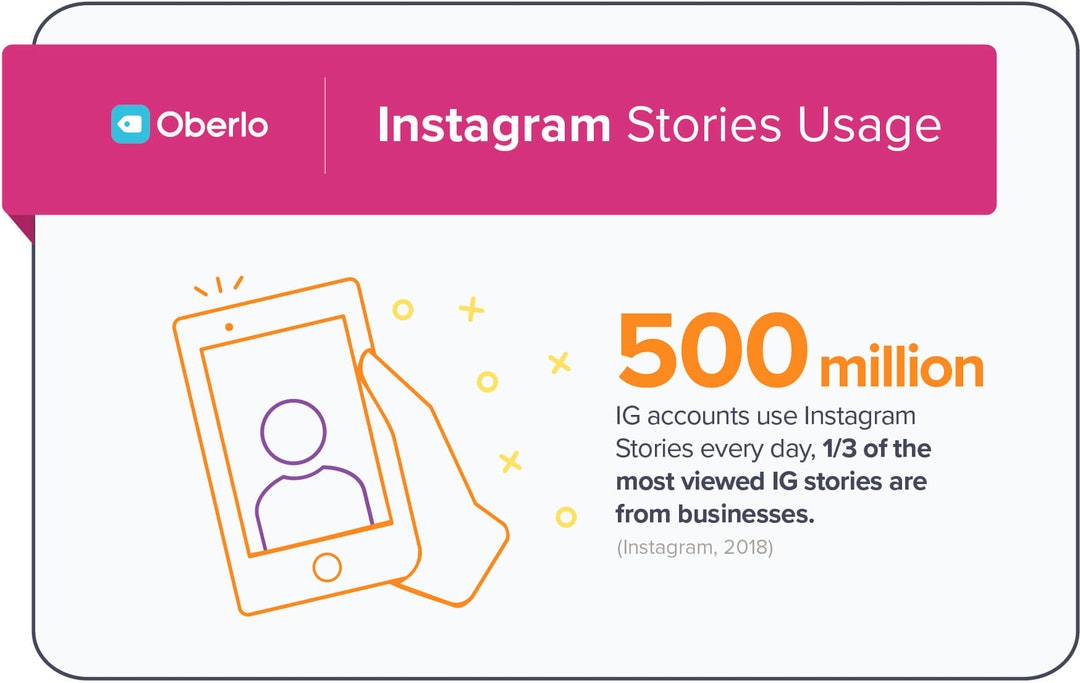 Oberlo
Instagram Stories Usage
500 million
IG accounts use Instagram
Stories every day, 1/3 of the
most viewed IG stories are
from businesses.
(Instagram, 2018)